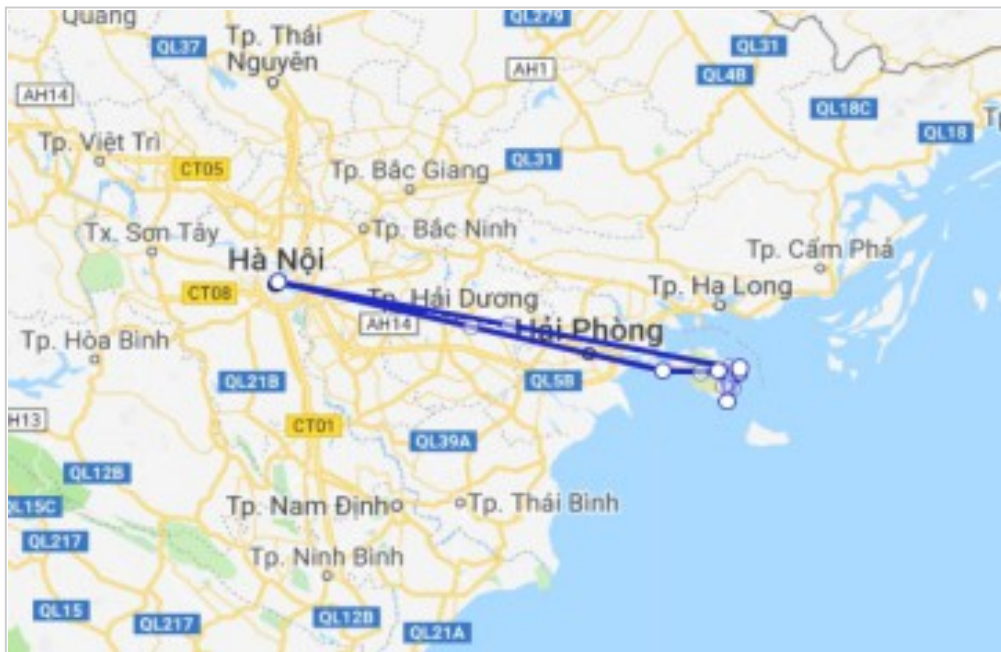 Quang
QL279
Tp. Thái
Nguyên
QL37
QL31
AH1
QL4B
AH14
QL18C
QL18
Tp. Việt Trì
CT05
QL31
Tp. Bắc Giang
Tx. Sơn Tây
Tp. Bắc Ninh
Hà Nội
Tp. Cẩm Phả
CT08
Tp. Hải Dương
Tp. Hạ Long
AH14
Hải Phòng
Tp. Hòa Bình
QL21B
QL5B
H13
CT01
QL39A
QL12B
QL15C
Tp. Nam Định
Tp. Thái Bình
QL217
Tp. Ninh Bình
QL15
QL217
QL12B
QL21A